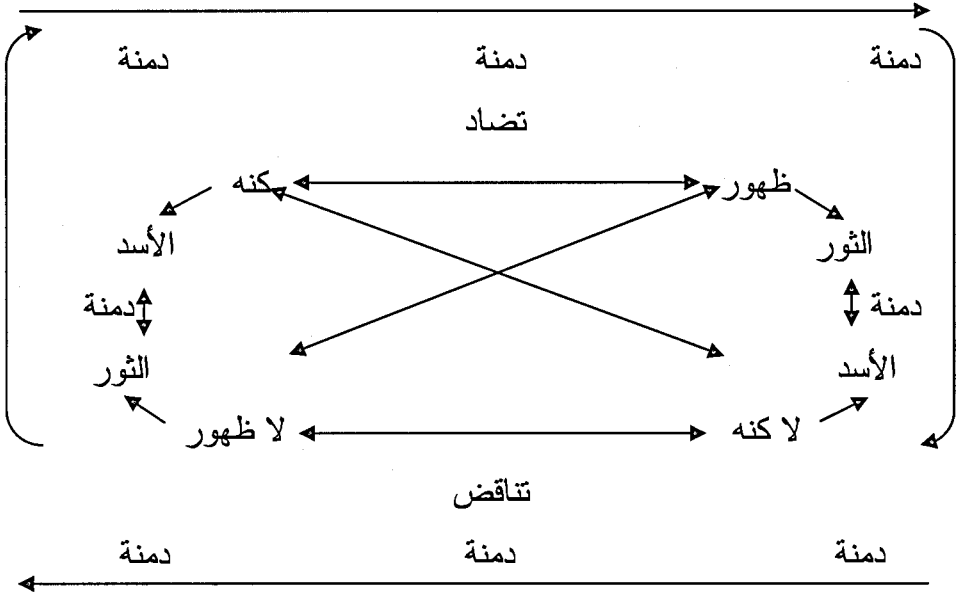 دمنة دمنة دمنة
تضاد
ظهور كنه
الثور الأسد
دمنة دمنة
الأسد الثور
لا كنه لا ظهور
تناقض
دمنة دمنة دمنة